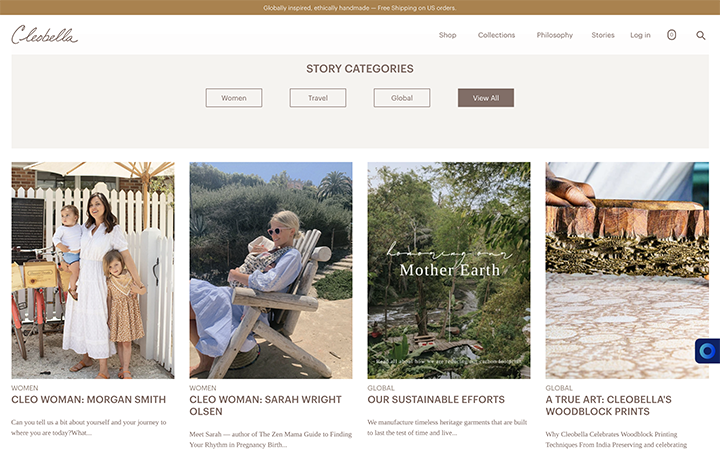 Globally inspired, ethically handmade — Free Shipping on US orders.
Cleobella
Shop Collections Philosophy Stories Log in 0
STORY CATEGORIES
Women Travel Global View All
honoring our
Mother Earth
Read all about how we are reducing our carbon footprint
WOMEN
CLEO WOMAN: MORGAN SMITH
Can you tell us a bit about yourself and your journey to
where you are today?What...
WOMEN
CLEO WOMAN: SARAH WRIGHT
OLSEN
Meet Sarah — author of The Zen Mama Guide to Finding
Your Rhythm in Pregnancy Birth...
GLOBAL
OUR SUSTAINABLE EFFORTS
We manufacture timeless heritage garments that are built
to last the test of time and live...
GLOBAL
A TRUE ART: CLEOBELLA'S
WOODBLOCK PRINTS
Why Cleobella Celebrates Woodblock Printing
Techniques From India Preserving and celebrating